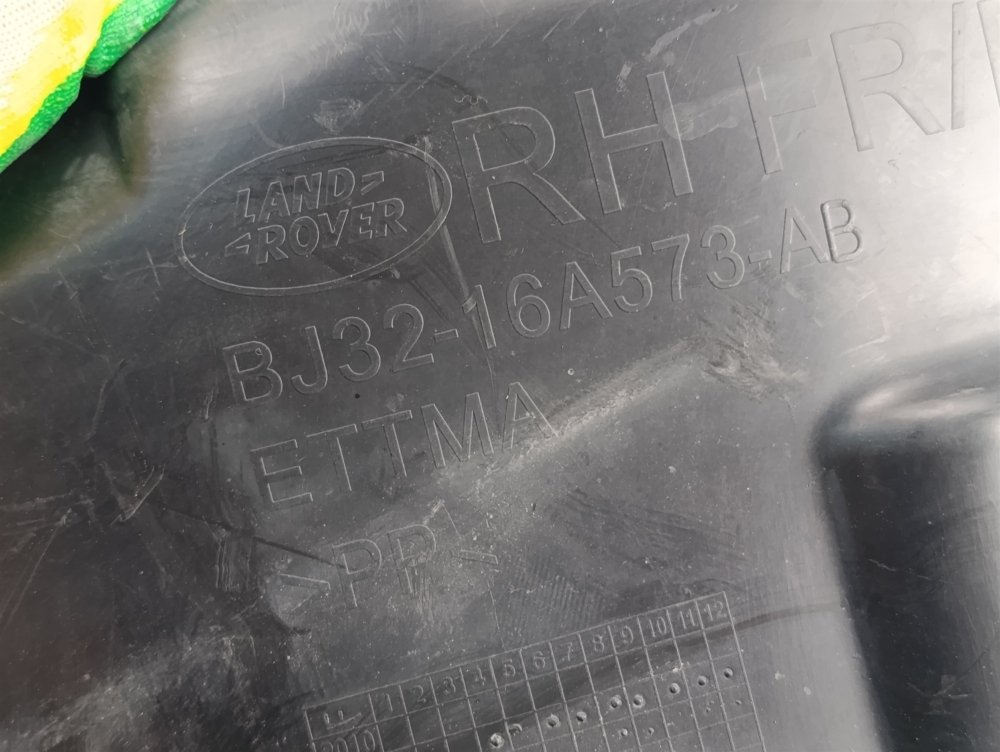 LAND
ROVER
RH FR/
BJ32-16A573-AB
ETTMA
>PP<
1 2 3 4 5 6 7 8 9 10 11 12
2010